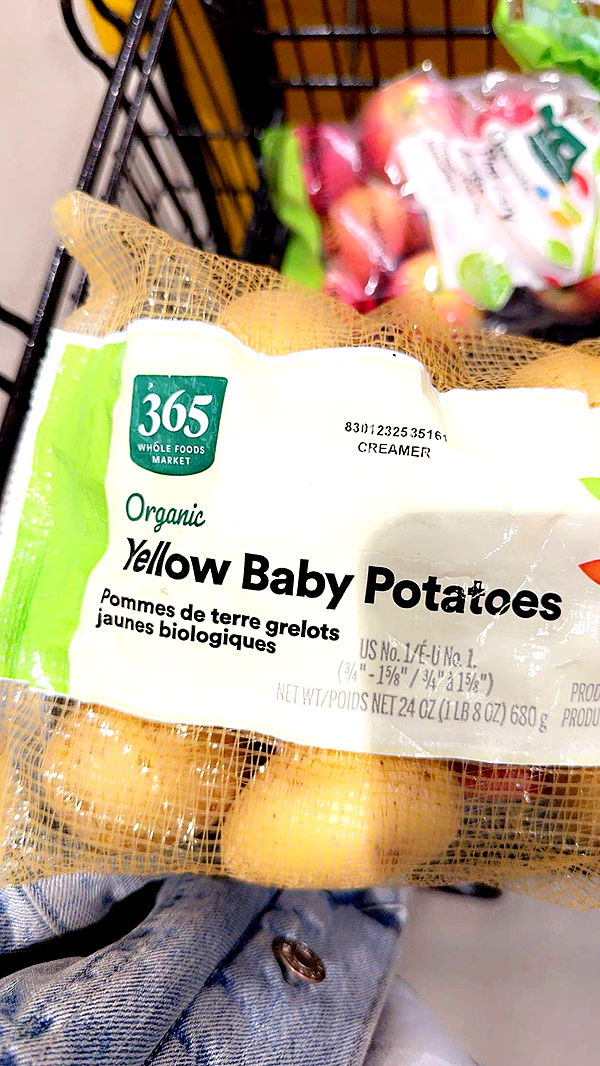 365
WHOLE FOODS
MARKET
8301232535161
CREAMER
Organic
Yellow Baby Potatoes
Pommes de terre grelots
jaunes biologiques
US No. 1/É-U No. 1.
(¾" - 1⅝" / ¾" à 1⅝")
NET WT/POIDS NET 24 OZ (1 LB 8 OZ) 680 g